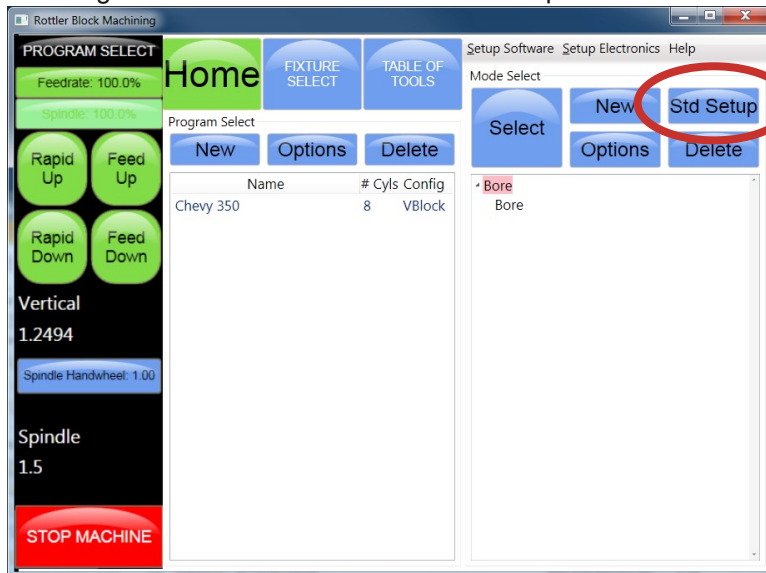 Rottler Block Machining
PROGRAM SELECT
Feedrate: 100.0%
Spindle: 100.0%
Rapid
Up
Feed
Up
Rapid
Down
Feed
Down
Vertical
1.2494
Spindle Handwheel: 1.00
Spindle
1.5
STOP MACHINE
Home
FIXTURE
SELECT
TABLE OF
TOOLS
Program Select
New Options Delete
Name # Cyls Config
Chevy 350 8 VBlock
Setup Software Setup Electronics Help
Mode Select
Select
New Std Setup
Options Delete
Bore
Bore